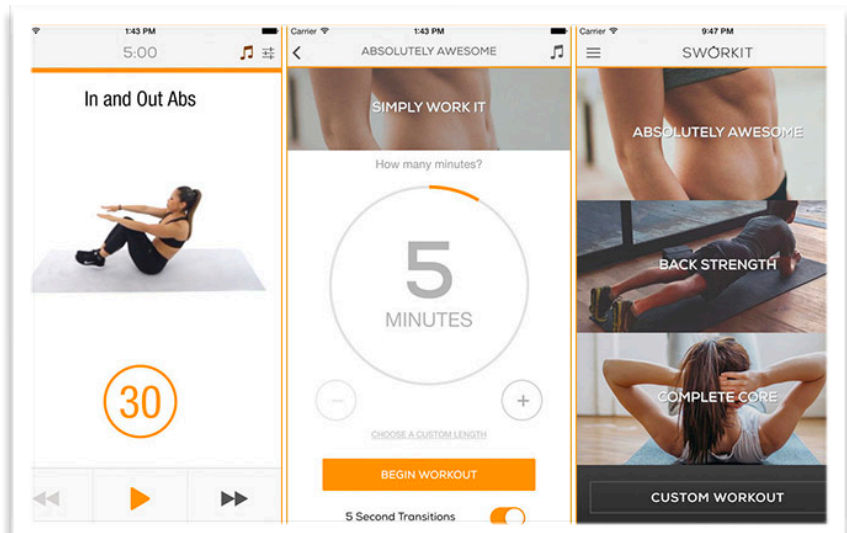 1:43 PM
5:00
In and Out Abs
30
Carrier 1:43 PM
ABSOLUTELY AWESOME
SIMPLY WORK IT
How many minutes?
5
MINUTES
CHOOSE A CUSTOM LENGTH
BEGIN WORKOUT
5 Second Transitions
Carrier 9:47 PM
SWORKIT
ABSOLUTELY AWESOME
BACK STRENGTH
COMPLETE CORE
CUSTOM WORKOUT